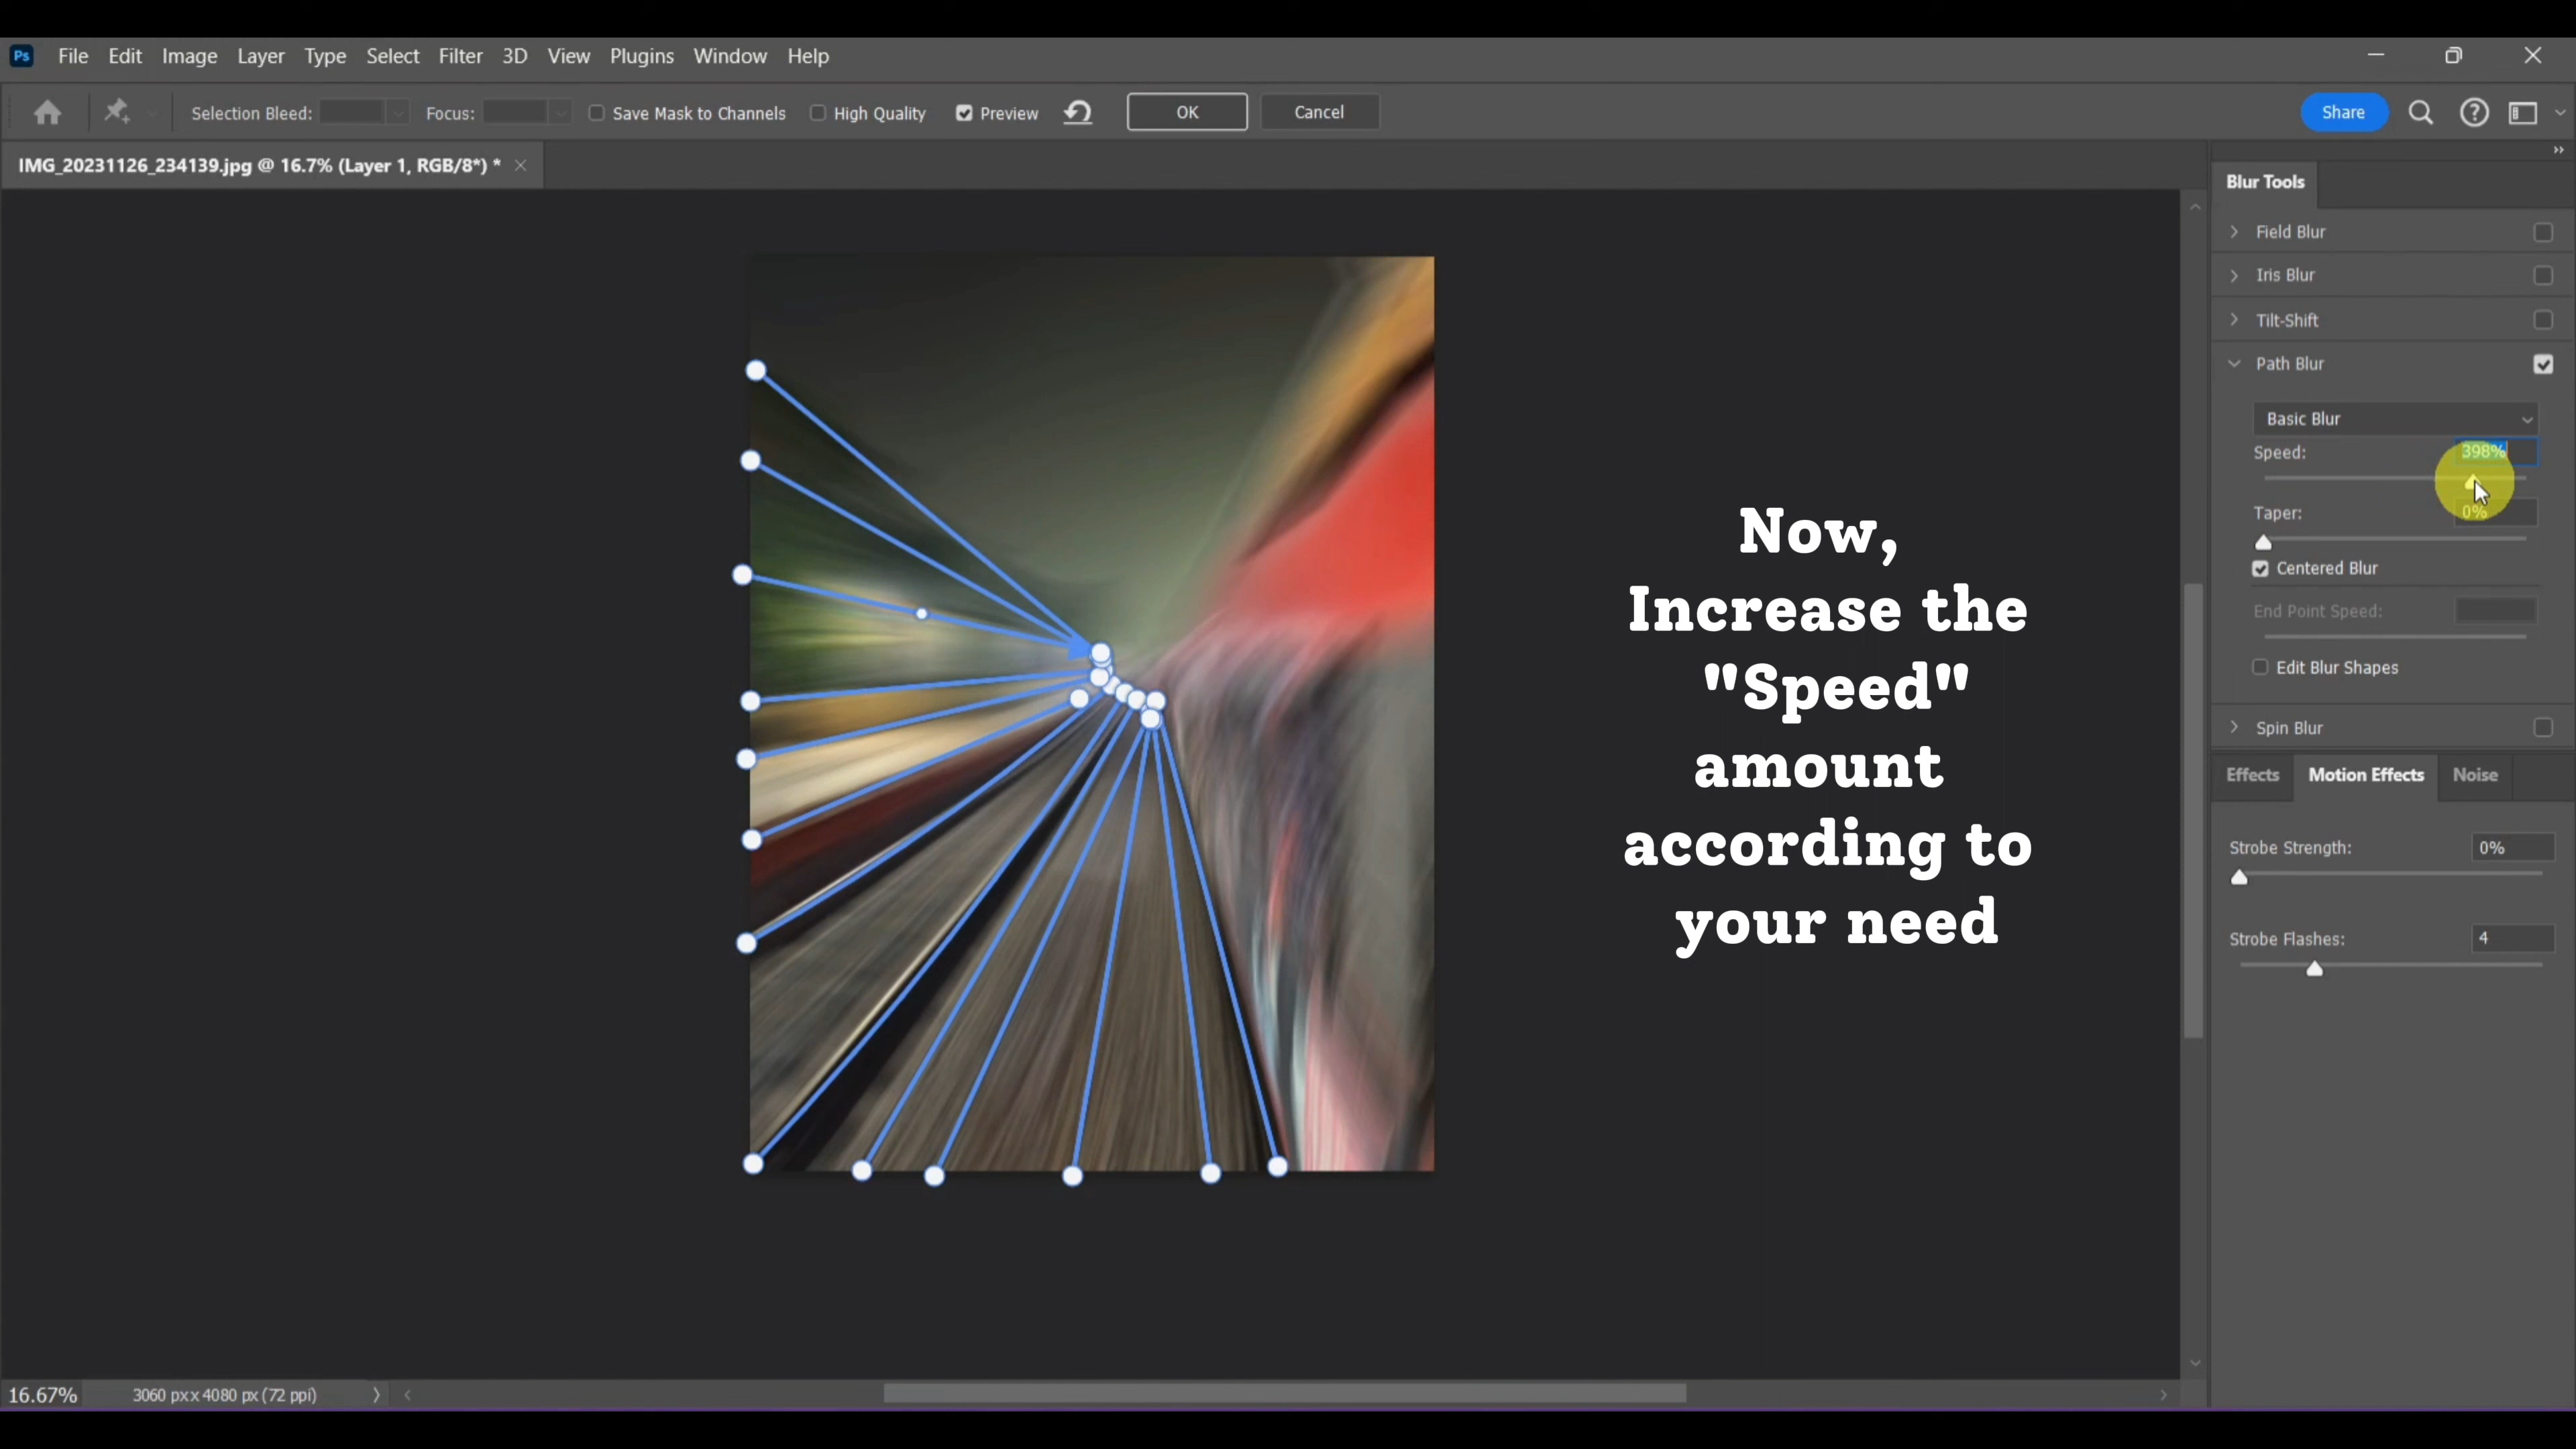 Ps File Edit Image Layer Type Select Filter 3D View Plugins Window Help
Selection Bleed: Focus: Save Mask to Channels High Quality Preview OK Cancel Share
IMG_20231126_234139.jpg @ 16.7% (Layer 1, RGB/8*) *
Blur Tools
Field Blur
Iris Blur
Tilt-Shift
Path Blur
Basic Blur
Speed: 398%
Taper: 0%
Centered Blur
End Point Speed:
Edit Blur Shapes
Spin Blur
Effects Motion Effects Noise
Strobe Strength: 0%
Strobe Flashes: 4
Now,
Increase the
"Speed"
amount
according to
your need
16.67% 3060 px x 4080 px (72 ppi)